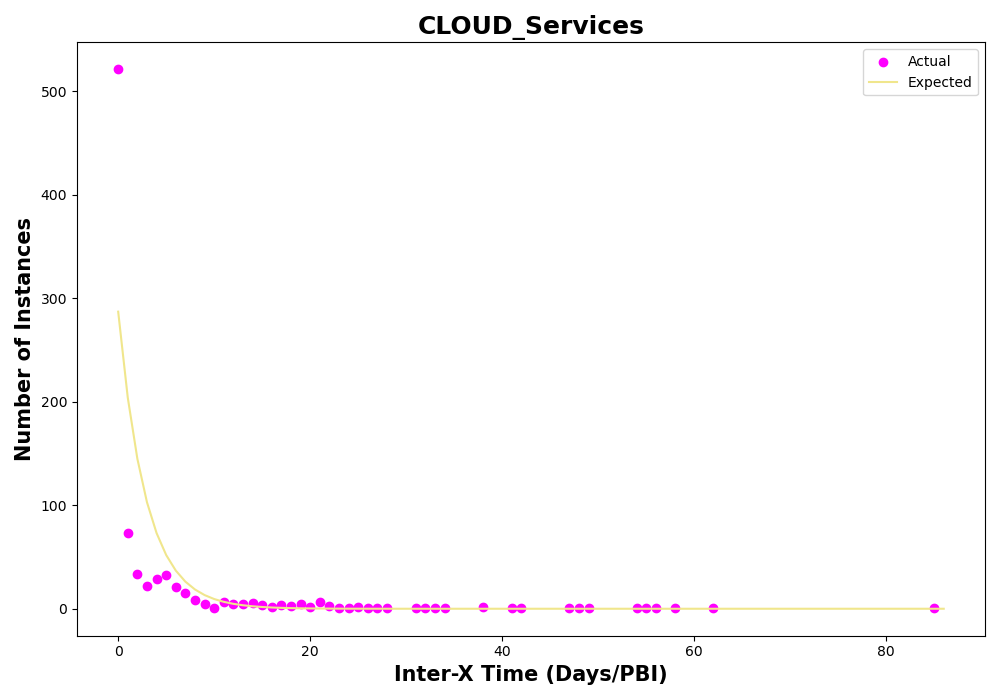 CLOUD_Services
Actual
Expected
Number of Instances
500
400
300
200
100
0
0 20 40 60 80
Inter-X Time (Days/PBI)